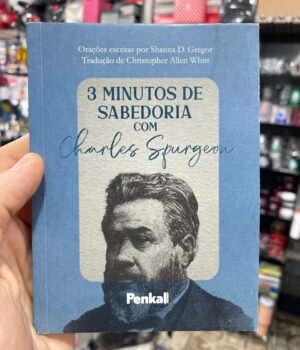 Orações escritas por Shanna D. Gregor
Tradução de Christopher Allen Whitt
3 MINUTOS DE
SABEDORIA
COM
Charles Spurgeon
Penkal